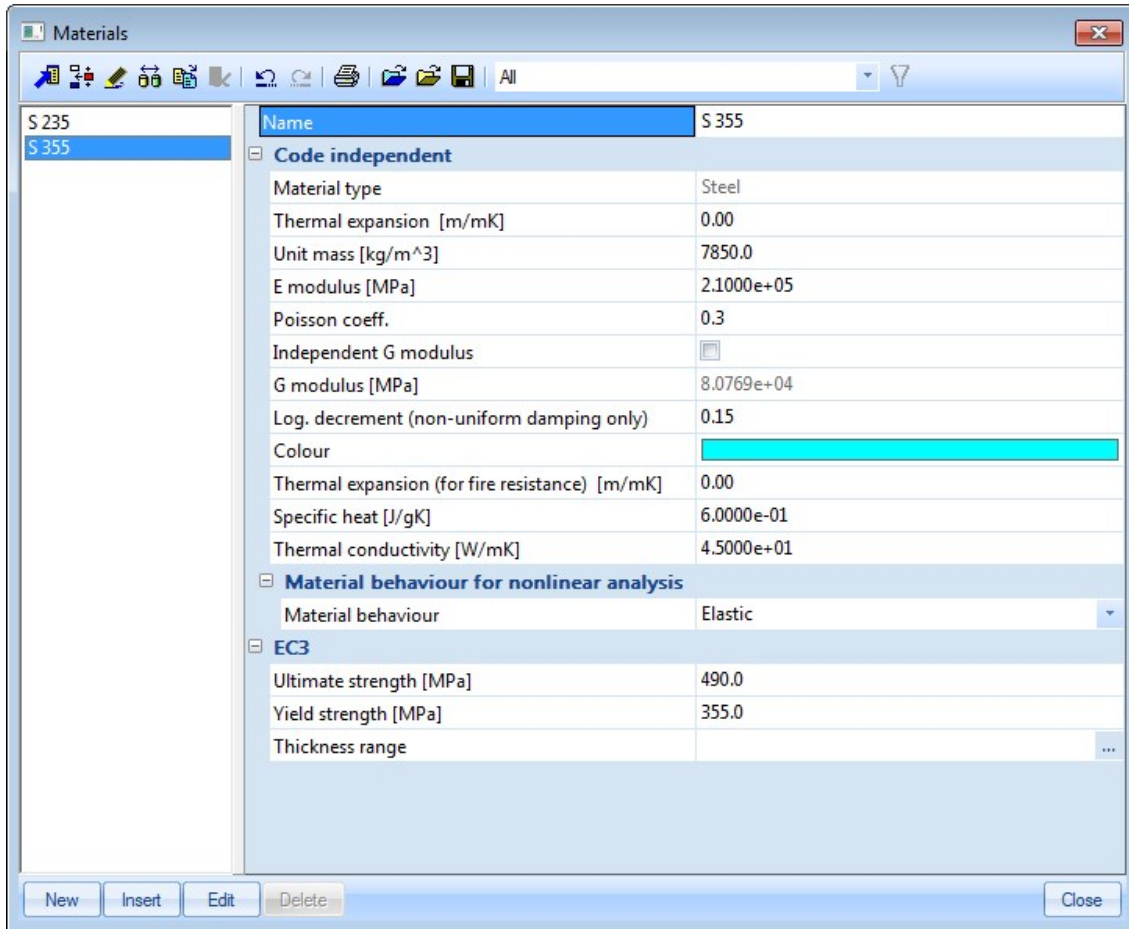 Materials
All
S 235
S 355
Name S 355
Code independent
Material type Steel
Thermal expansion [m/mK] 0.00
Unit mass [kg/m^3] 7850.0
E modulus [MPa] 2.1000e+05
Poisson coeff. 0.3
Independent G modulus
G modulus [MPa] 8.0769e+04
Log. decrement (non-uniform damping only) 0.15
Colour
Thermal expansion (for fire resistance) [m/mK] 0.00
Specific heat [J/gK] 6.0000e-01
Thermal conductivity [W/mK] 4.5000e+01
Material behaviour for nonlinear analysis
Material behaviour Elastic
EC3
Ultimate strength [MPa] 490.0
Yield strength [MPa] 355.0
Thickness range ...
New Insert Edit Delete Close